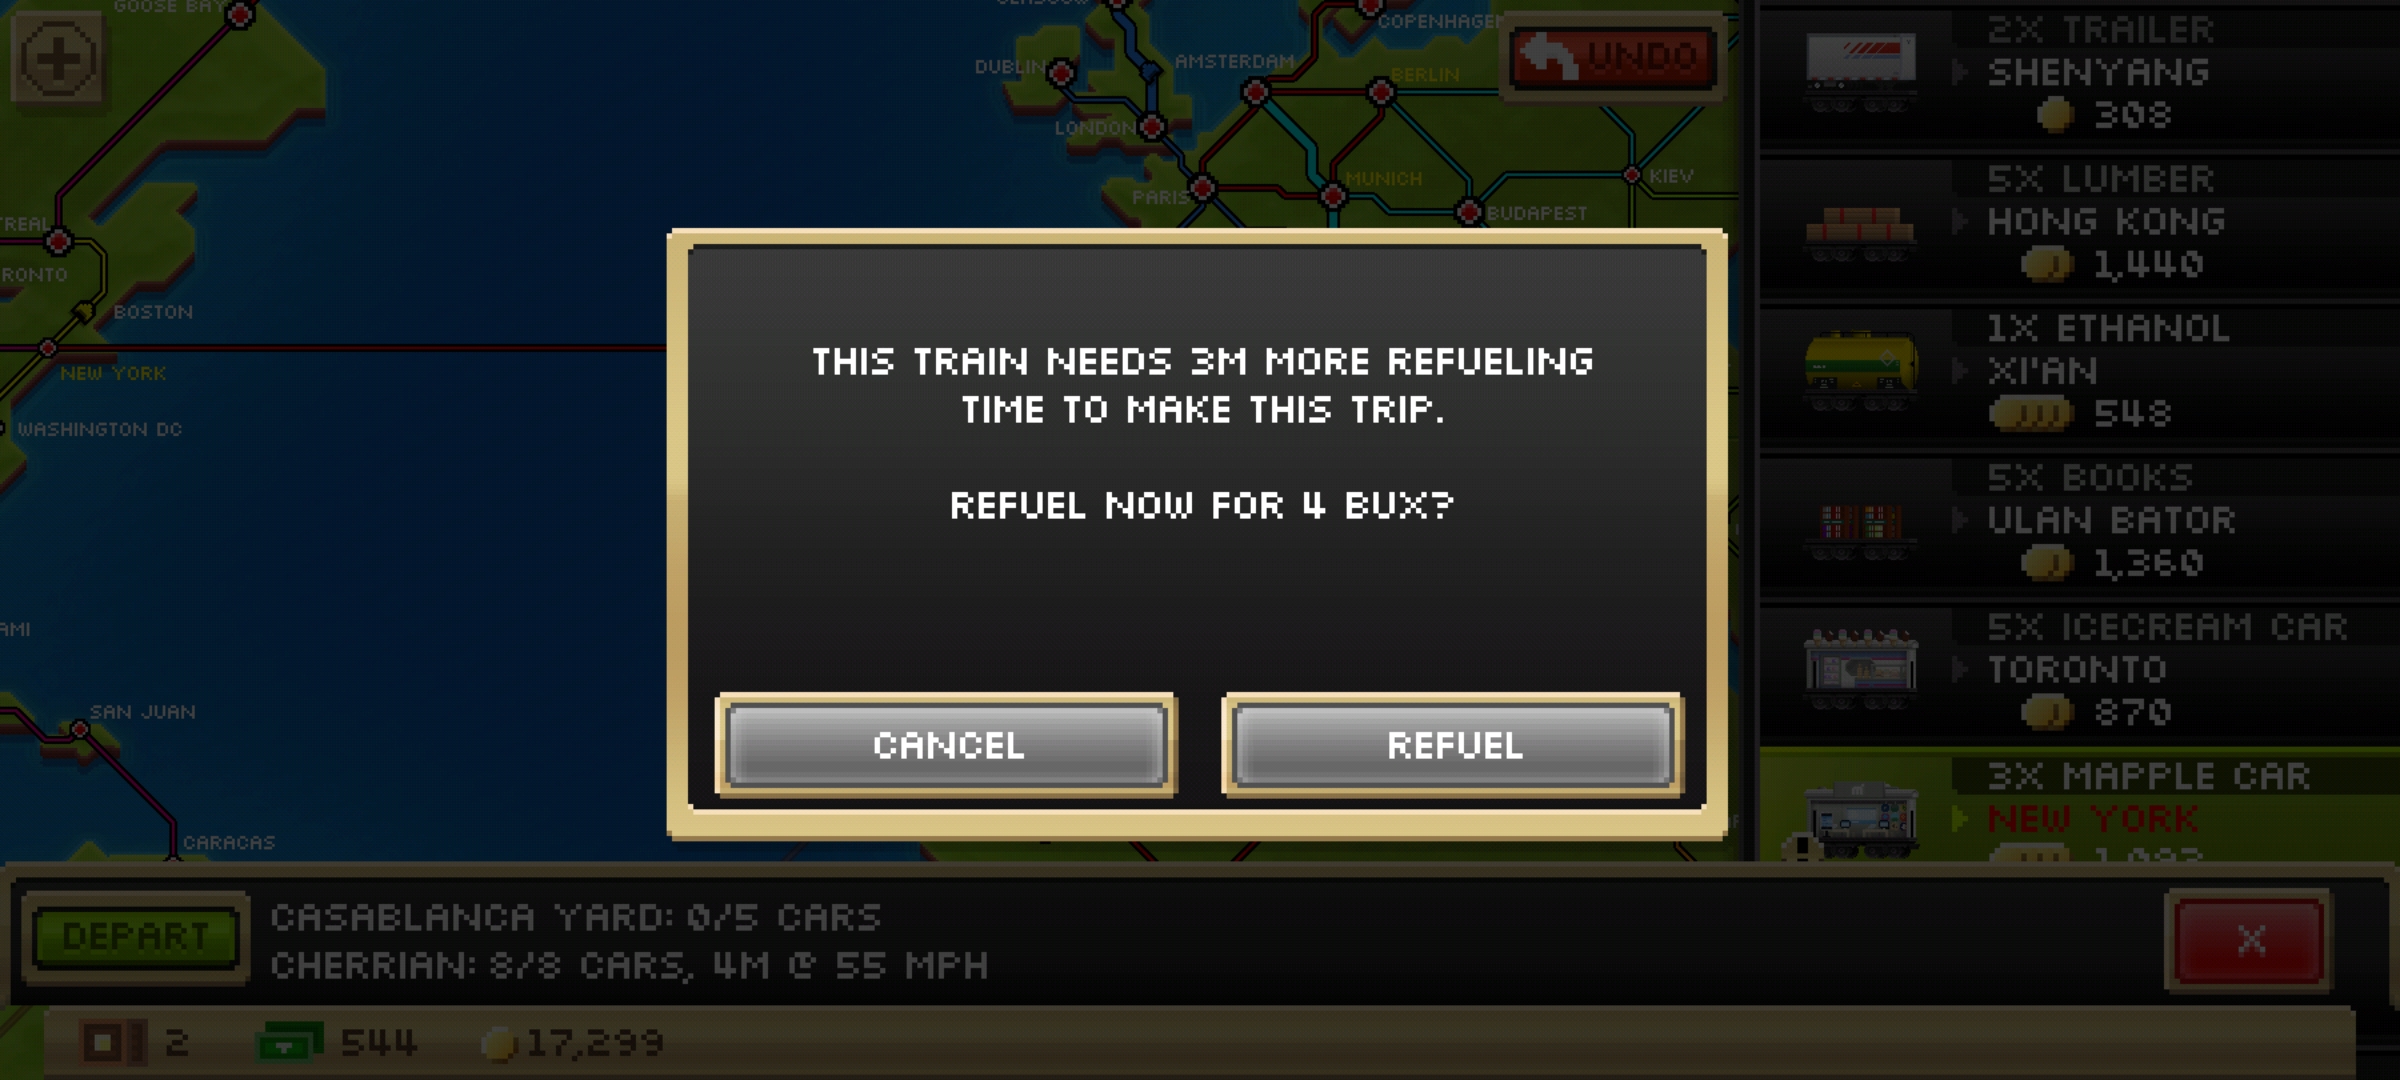 GOOSE BAY
COPENHAGEN
UNDO
DUBLIN
AMSTERDAM
BERLIN
LONDON
PARIS
MUNICH
KIEV
BUDAPEST
TREAL
RONTO
BOSTON
NEW YORK
WASHINGTON DC
AMI
SAN JUAN
CARACAS
THIS TRAIN NEEDS 3M MORE REFUELING
TIME TO MAKE THIS TRIP.
REFUEL NOW FOR 4 BUX?
CANCEL
REFUEL
2X TRAILER
SHENYANG
308
5X LUMBER
HONG KONG
1,440
1X ETHANOL
XI'AN
548
5X BOOKS
ULAN BATOR
1,360
5X ICECREAM CAR
TORONTO
870
3X MAPPLE CAR
NEW YORK
DEPART
CASABLANCA YARD: 0/5 CARS
CHERRIAN: 8/8 CARS, 4M @ 55 MPH
X
2
544
17,299